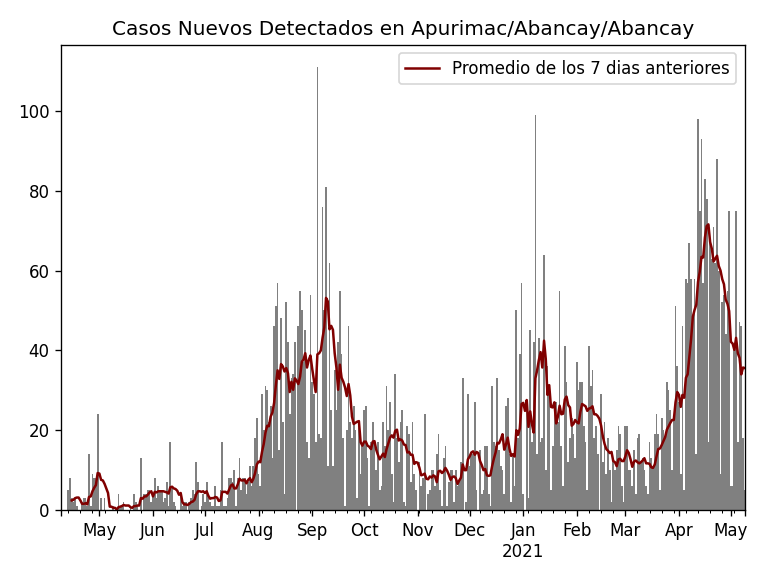 Casos Nuevos Detectados en Apurimac/Abancay/Abancay
Promedio de los 7 dias anteriores
100
80
60
40
20
0
May Jun Jul Aug Sep Oct Nov Dec Jan Feb Mar Apr May
2021